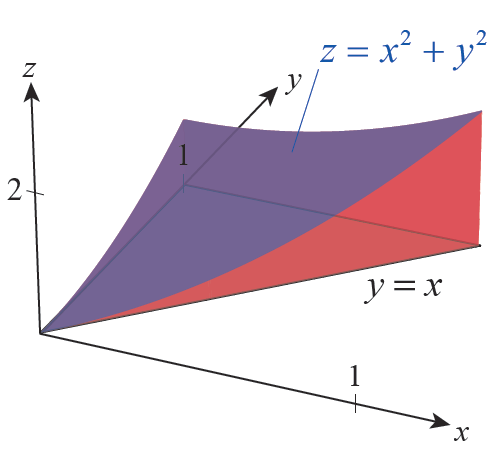 z = x² + y²
z
y
1
2
y = x
1
x